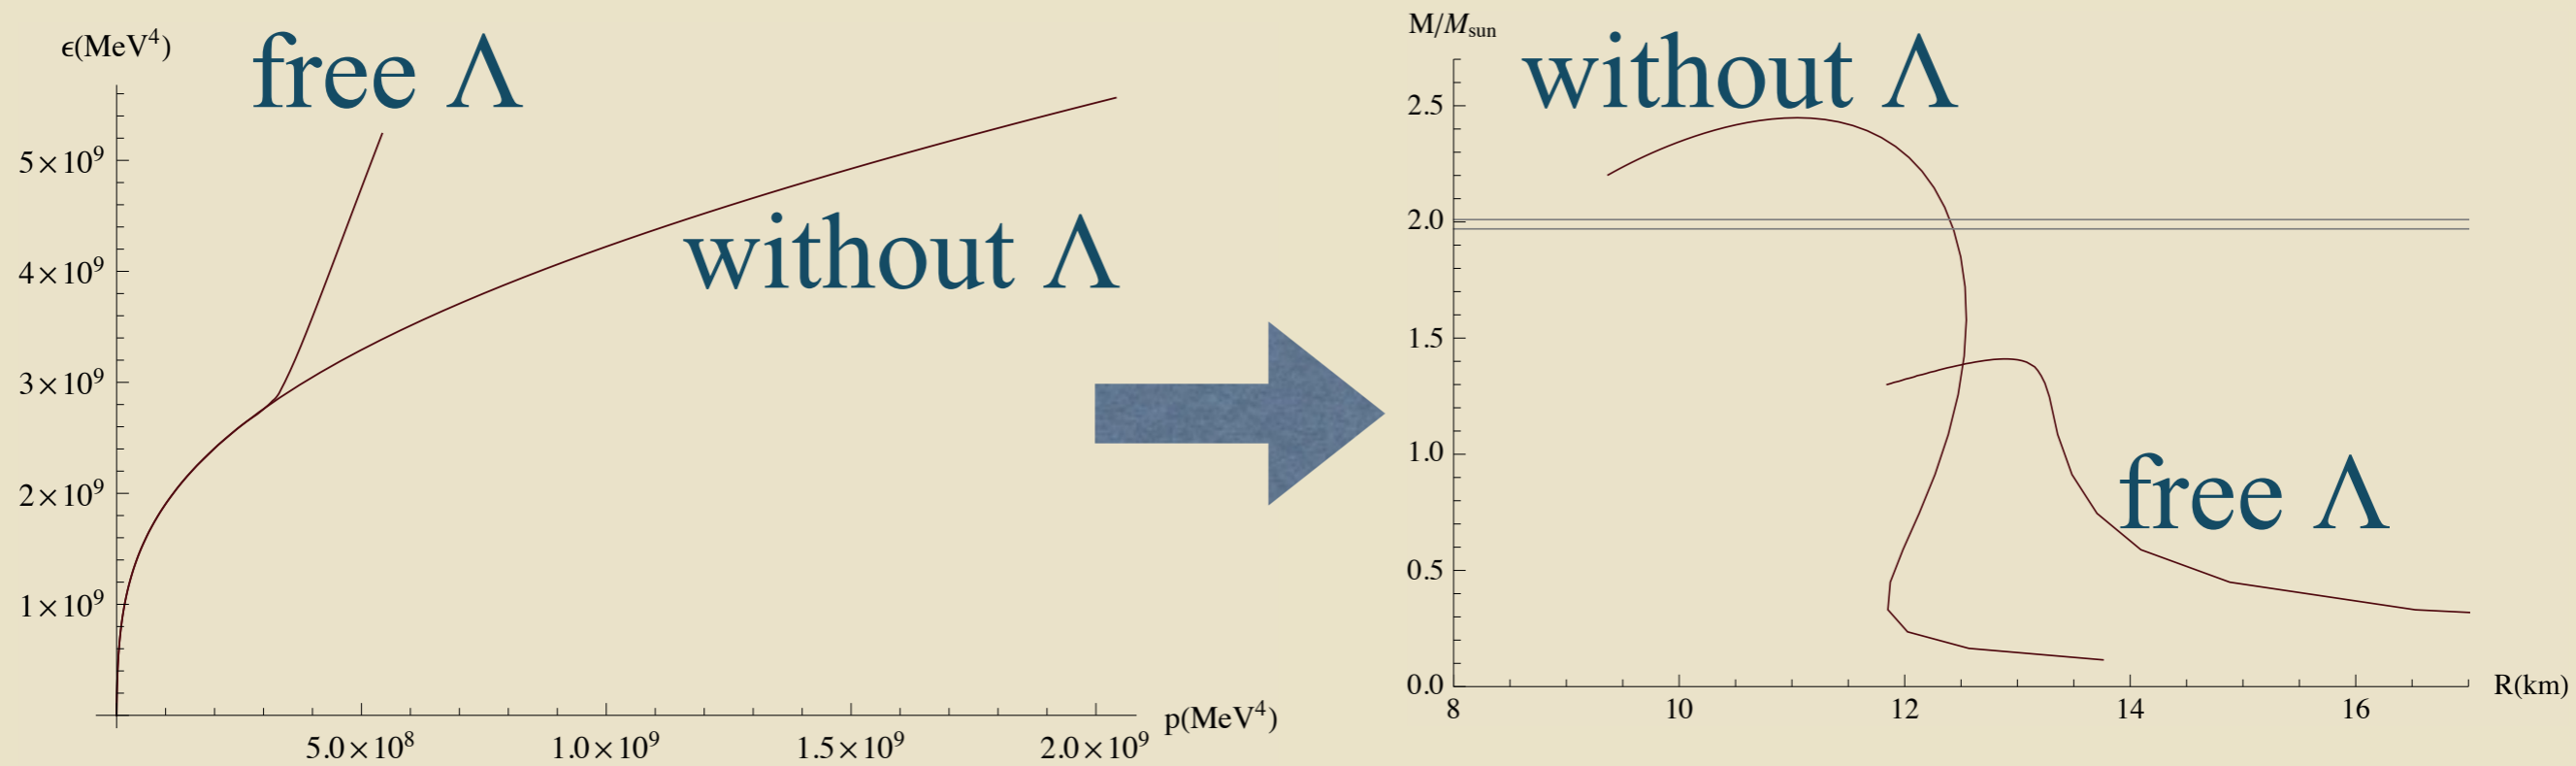 ϵ(MeV⁴)
free Λ
5×10⁹
4×10⁹
3×10⁹
2×10⁹
1×10⁹
without Λ
5.0×10⁸
1.0×10⁹
1.5×10⁹
2.0×10⁹
p(MeV⁴)
M/Msun
without Λ
2.5
2.0
1.5
1.0
0.5
0.0
free Λ
8
10
12
14
16
R(km)